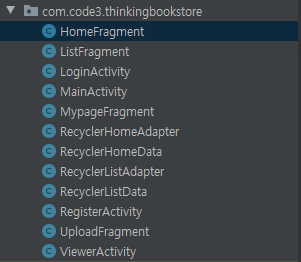 com.code3.thinkingbookstore
HomeFragment
ListFragment
LoginActivity
MainActivity
MypageFragment
RecyclerHomeAdapter
RecyclerHomeData
RecyclerListAdapter
RecyclerListData
RegisterActivity
UploadFragment
ViewerActivity